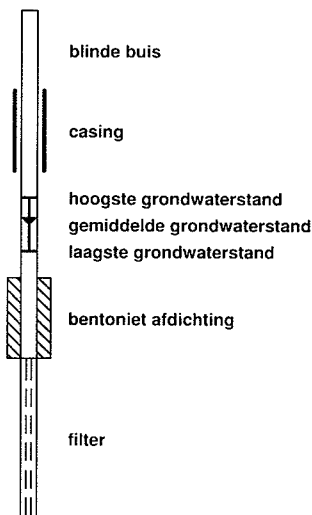 blinde buis
casing
hoogste grondwaterstand
gemiddelde grondwaterstand
laagste grondwaterstand
bentoniet afdichting
filter